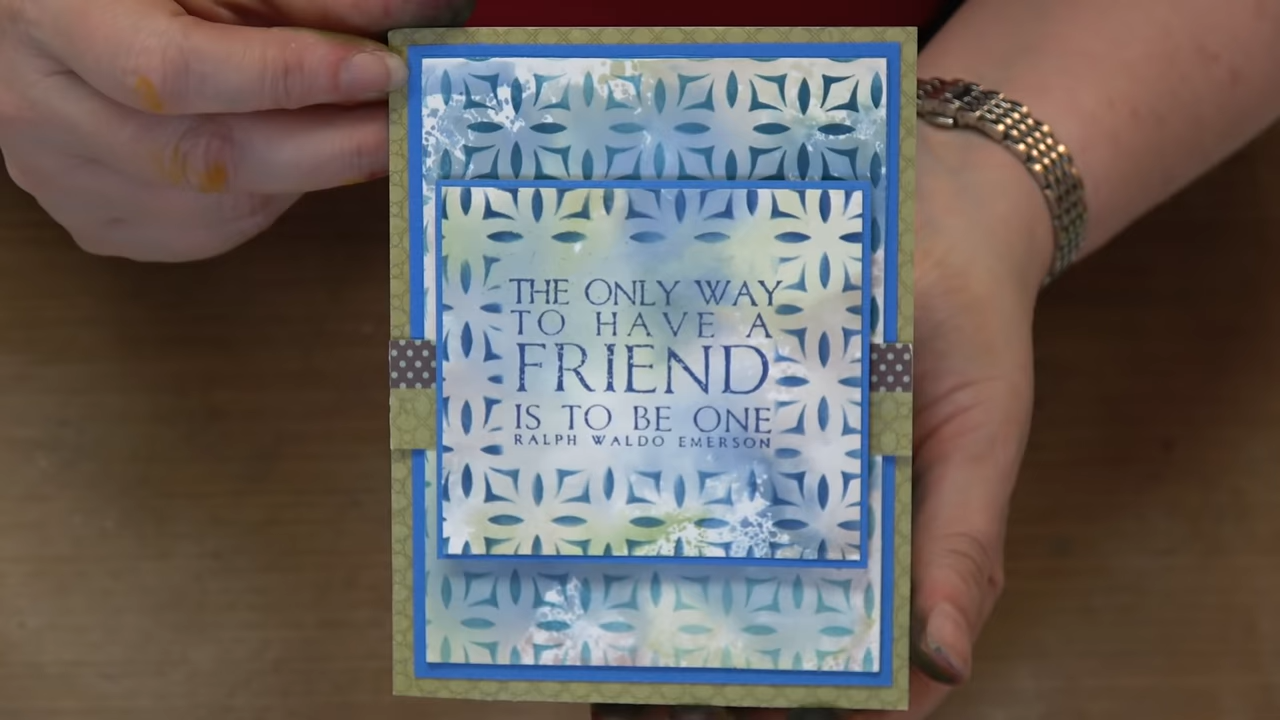 THE ONLY WAY
TO HAVE A
FRIEND
IS TO BE ONE
RALPH WALDO EMERSON